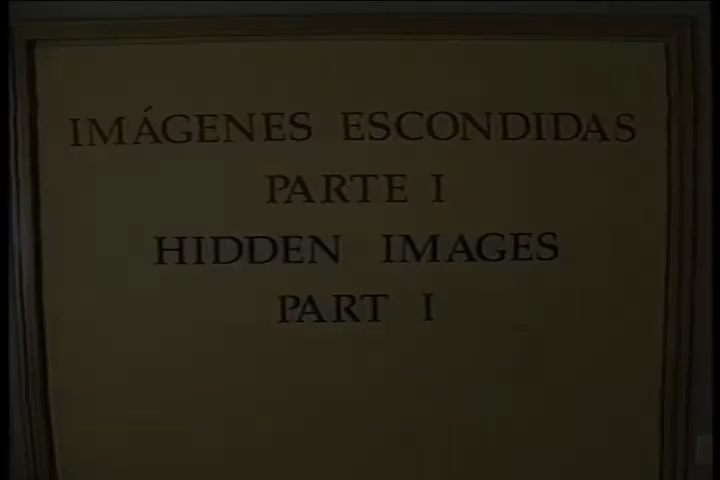 IMÁGENES ESCONDIDAS
PARTE I
HIDDEN IMAGES
PART I